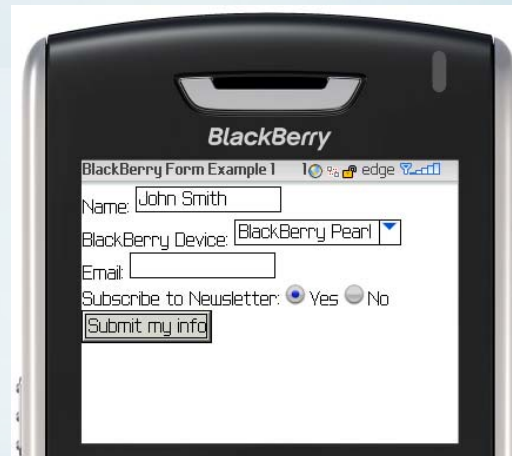 BlackBerry
BlackBerry Form Example 1 1 edge
Name: John Smith
BlackBerry Device: BlackBerry Pearl
Email:
Subscribe to Newsletter: Yes No
Submit my info